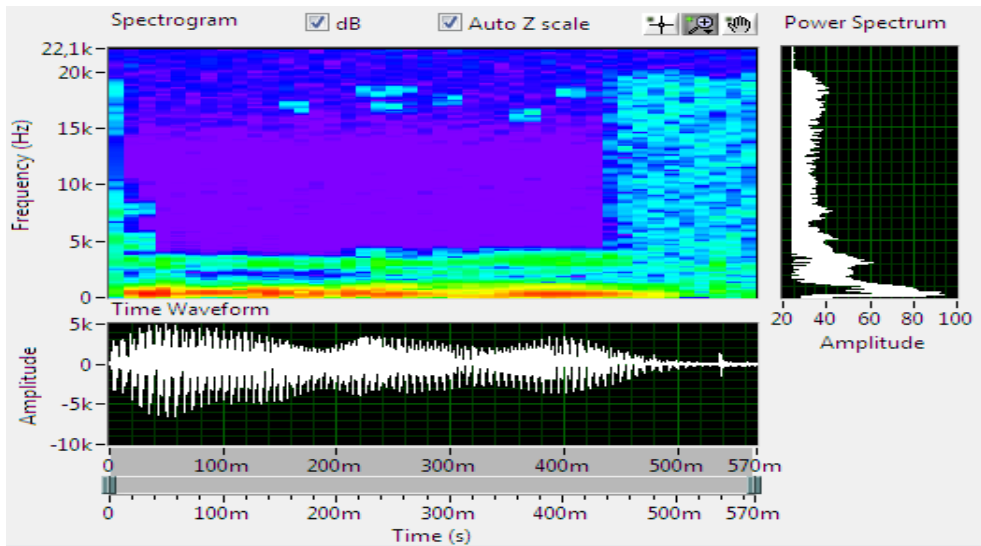 Spectrogram dB Auto Z scale Power Spectrum
22,1k
20k
15k
10k
5k
0
Frequency (Hz)
20 40 60 80 100
Amplitude
Time Waveform
5k
0
-5k
-10k
Amplitude
0 100m 200m 300m 400m 500m 570m
0 100m 200m 300m 400m 500m 570m
Time (s)